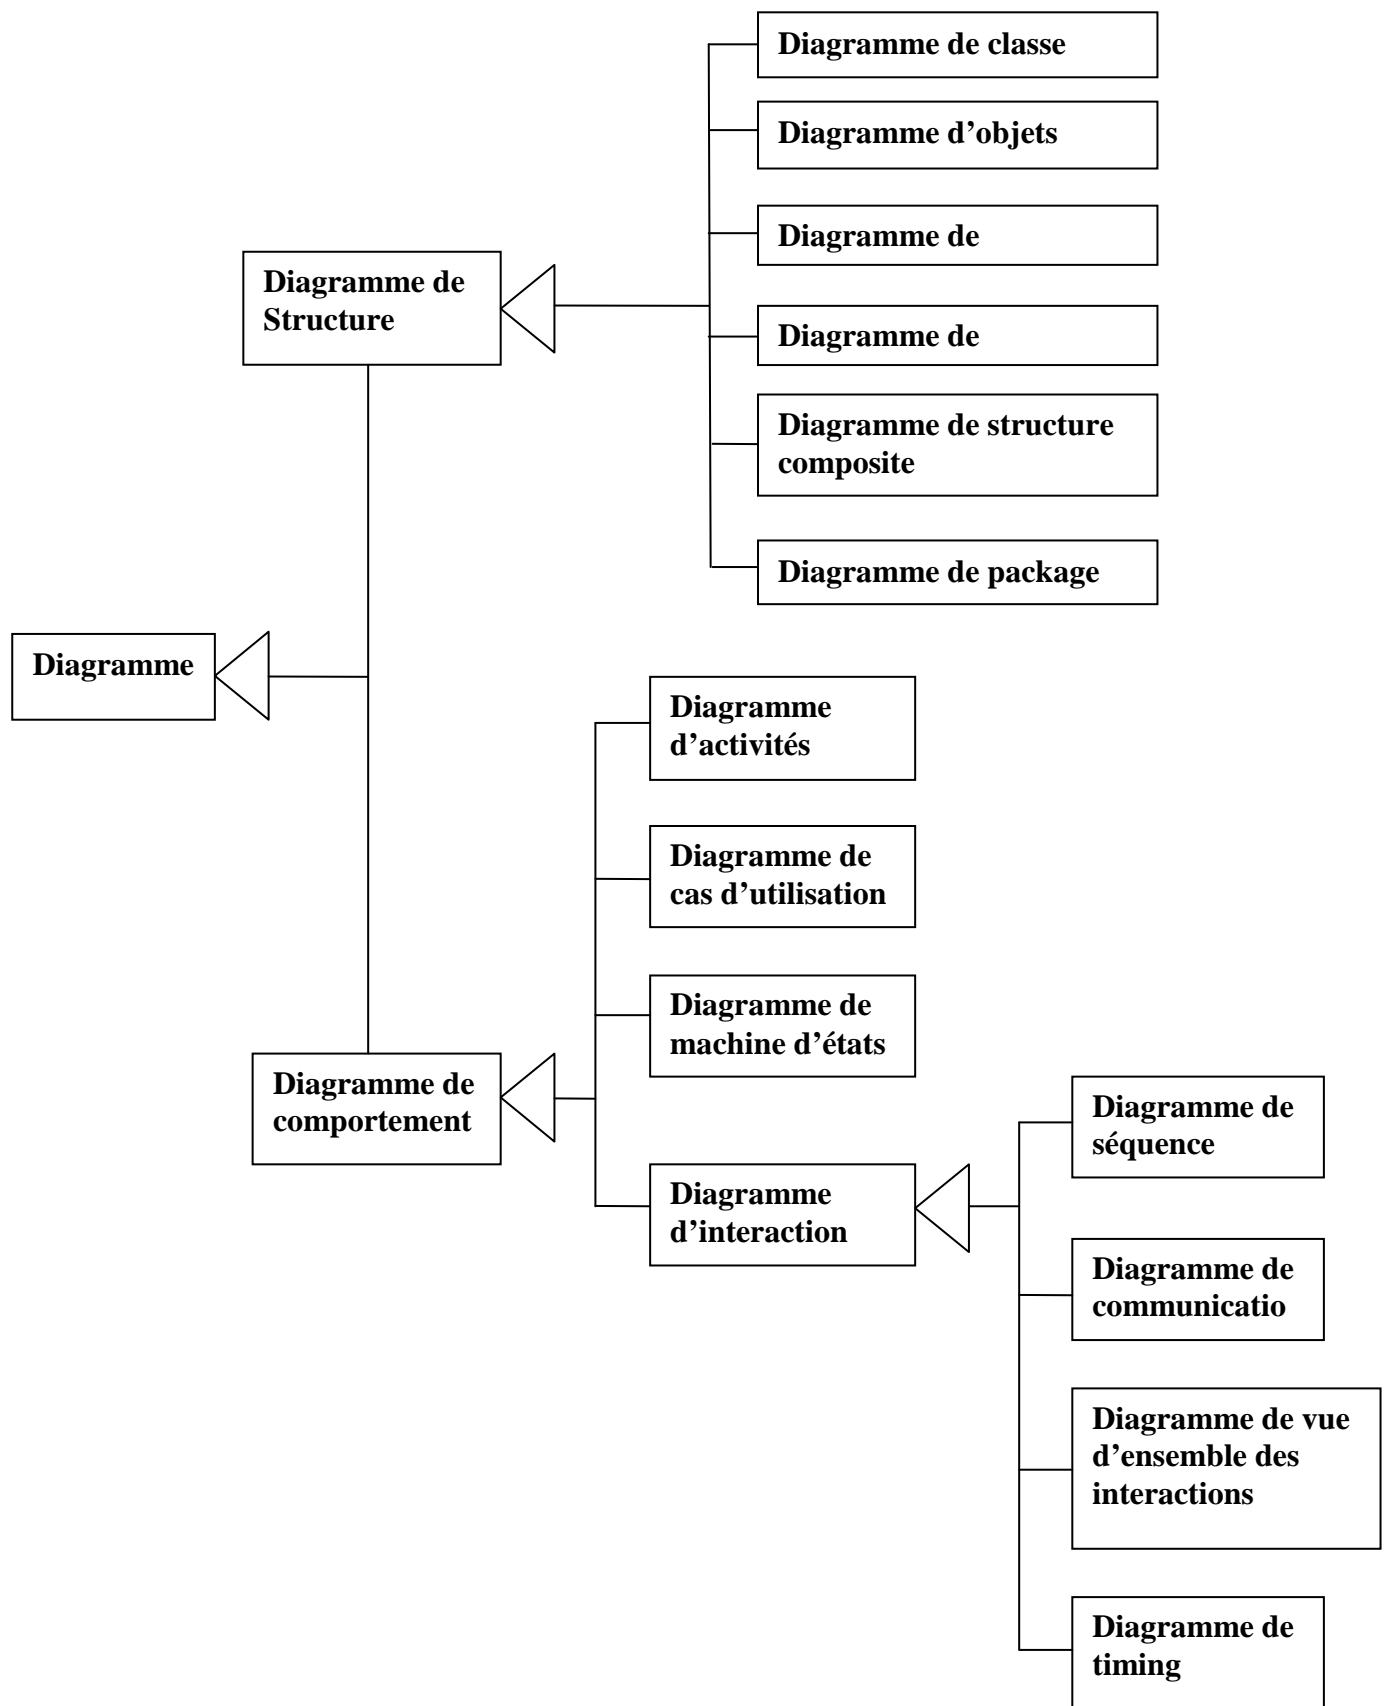 Diagramme de classe
Diagramme d’objets
Diagramme de
Diagramme de
Structure
Diagramme de
Diagramme de structure
composite
Diagramme de package
Diagramme
Diagramme
d’activités
Diagramme de
cas d’utilisation
Diagramme de
machine d’états
Diagramme de
comportement
Diagramme
d’interaction
Diagramme de
séquence
Diagramme de
communicatio
Diagramme de vue
d’ensemble des
interactions
Diagramme de
timing